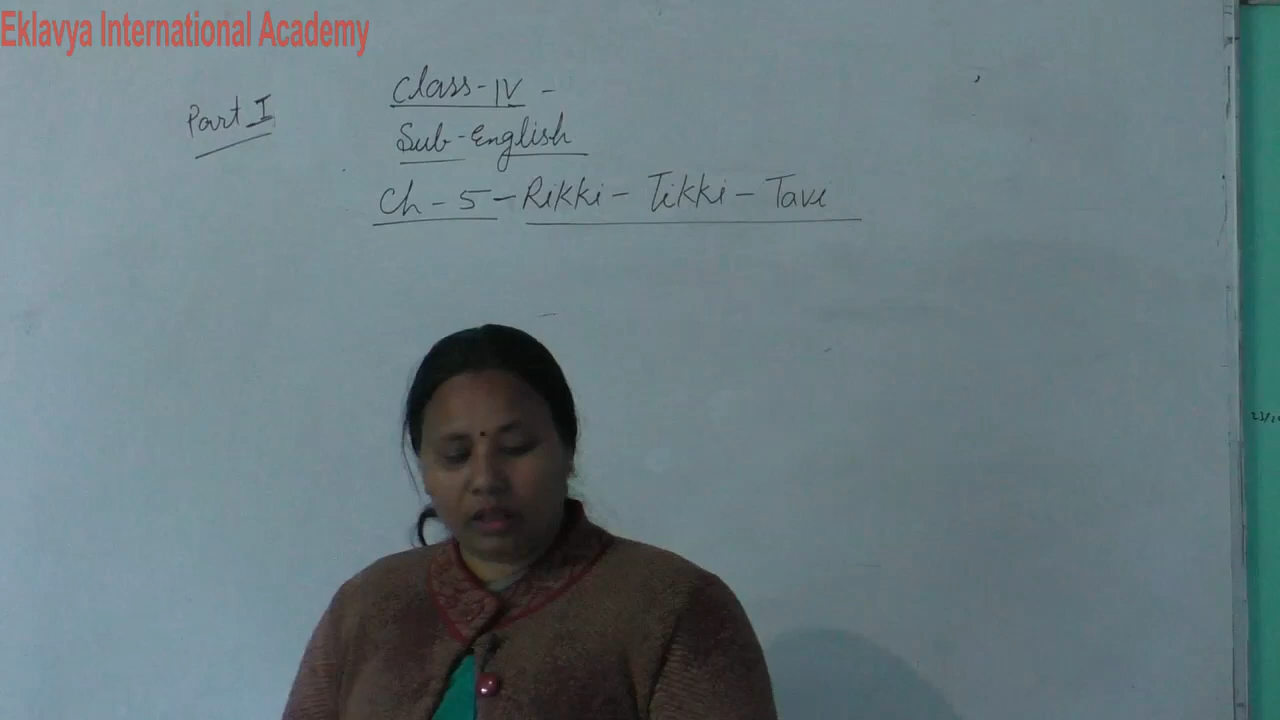 Eklavya International Academy
Part I
Class-IV -
Sub-English
Ch-5-Rikki-Tikki-Tavi